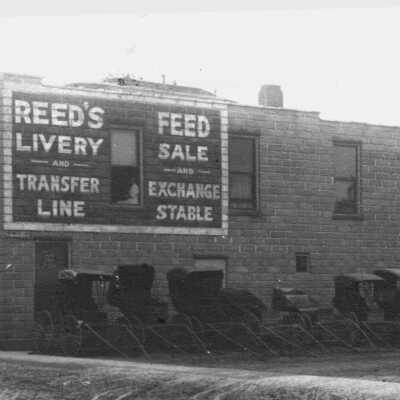 REED'S
LIVERY
AND
TRANSFER
LINE
FEED
SALE
AND
EXCHANGE
STABLE